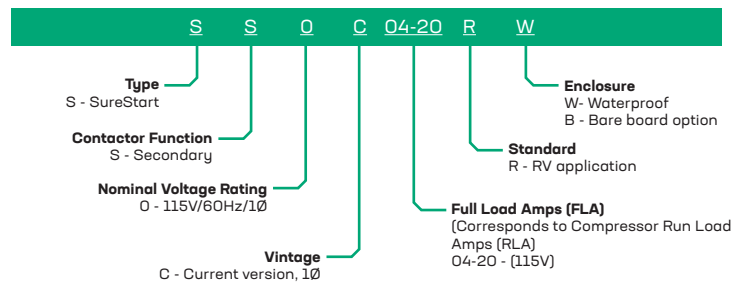 S S 0 C 04-20 R W
Type
S - SureStart
Contactor Function
S - Secondary
Nominal Voltage Rating
0 - 115V/60Hz/1Ø
Vintage
C - Current version, 1Ø
Enclosure
W- Waterproof
B - Bare board option
Standard
R - RV application
Full Load Amps (FLA)
(Corresponds to Compressor Run Load
Amps (RLA)
04-20 - (115V)